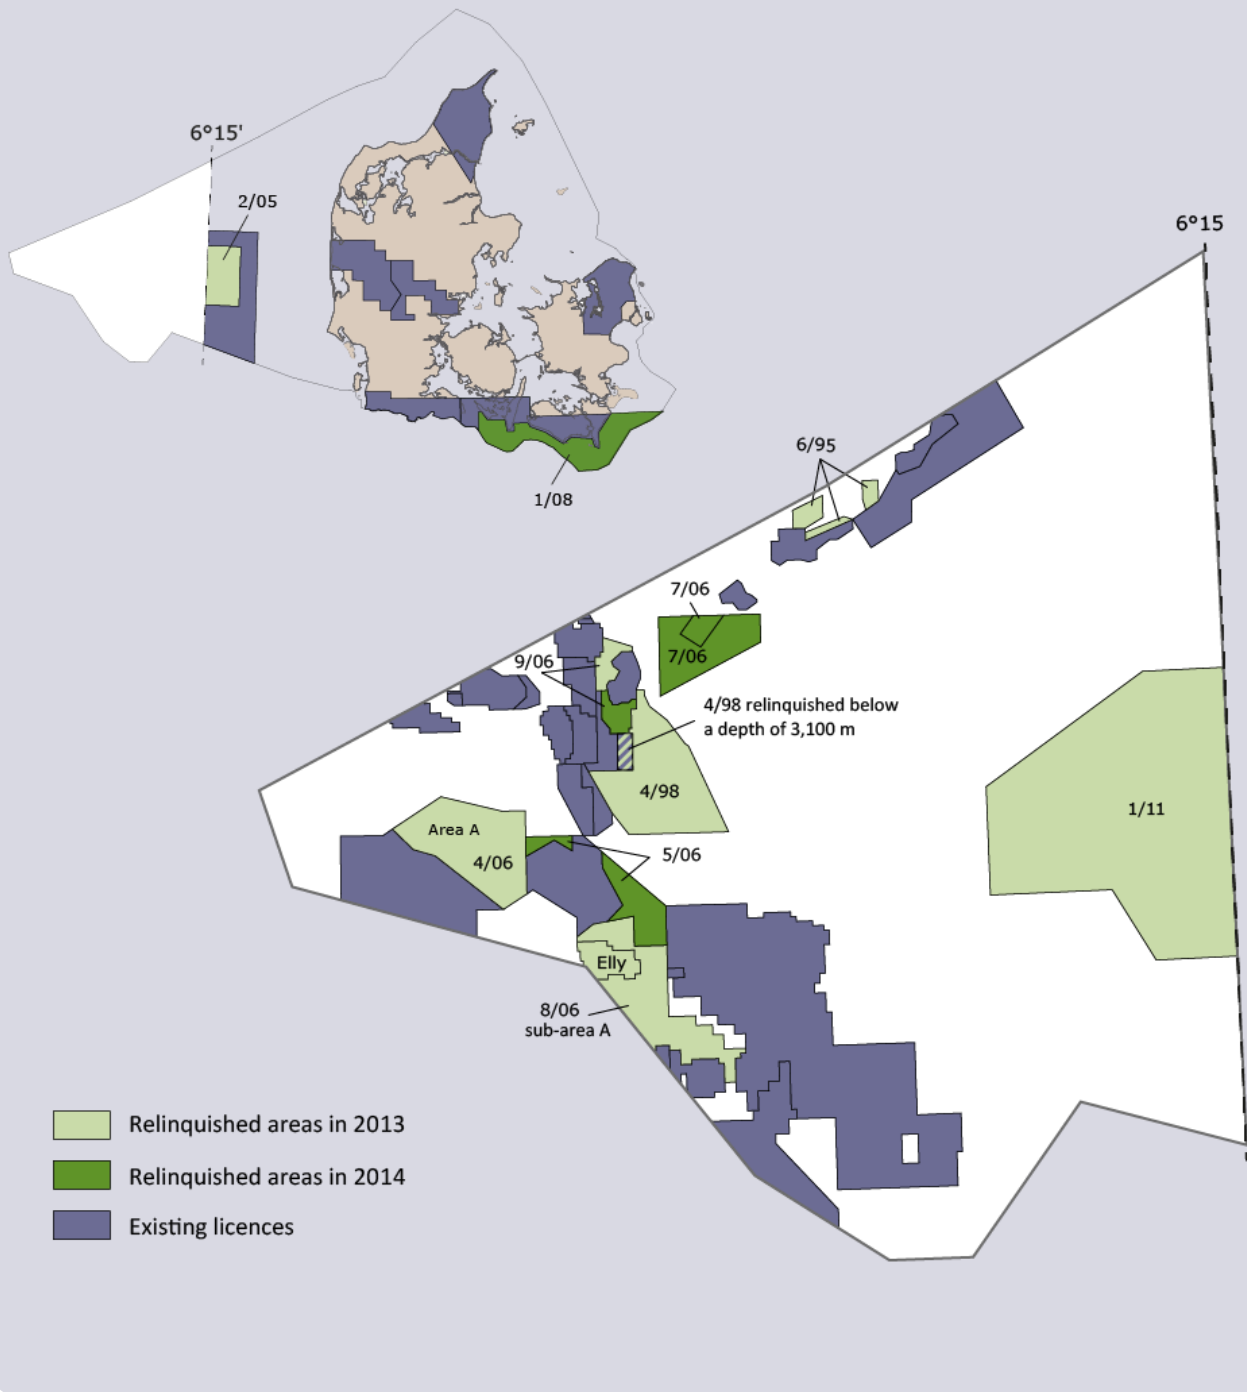 6°15'
2/05
1/08
6°15
6/95
7/06
7/06
9/06
4/98 relinquished below
a depth of 3,100 m
4/98
1/11
Area A
4/06
5/06
Elly
8/06
sub-area A
Relinquished areas in 2013
Relinquished areas in 2014
Existing licences